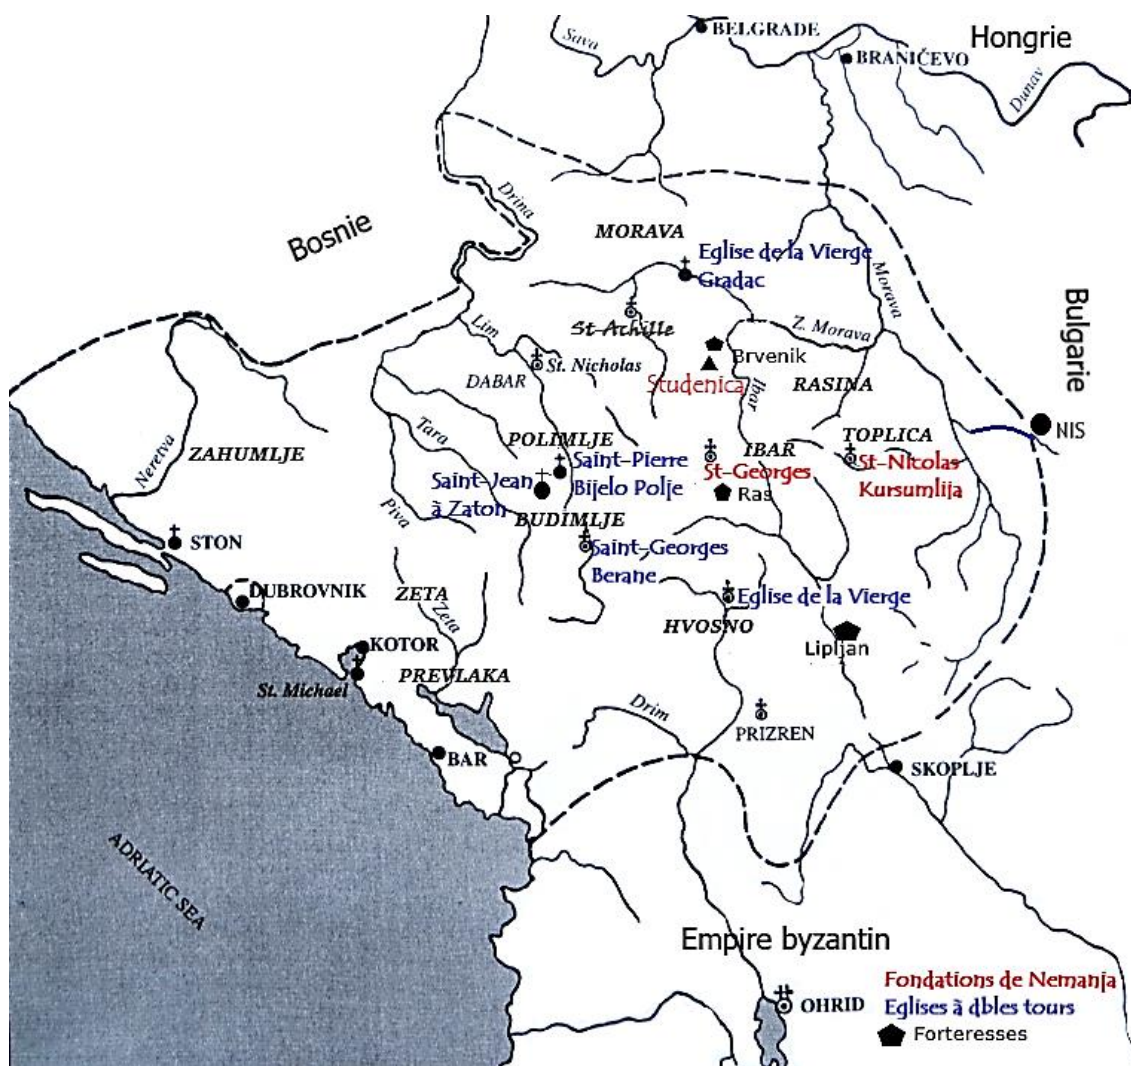 BELGRADE
Hongrie
Sava
BRANIČEVO
Dunav
Drina
Bosnie
MORAVA
Eglise de la Vierge
Gradac
Morava
Bulgarie
St-Achille
Lim
Z. Morava
Brvenik
St. Nicholas
DABAR
Studenica
Ibar
RASINA
NIS
Tara
POLIMLJE
IBAR
TOPLICA
ZAHUMLJE
Neretva
Saint-Pierre
Bijelo Polje
St-Georges
St-Nicolas
Kursumlija
Saint-Jean
à Zaton
Ras
Piva
BUDIMLJE
STON
Saint-Georges
Berane
DUBROVNIK
ZETA
Zeta
Eglise de la Vierge
HVOSNO
KOTOR
Lipljan
PREVLAKA
St. Michael
Drim
PRIZREN
BAR
SKOPLJE
ADRIATIC SEA
Empire byzantin
OHRID
Fondations de Nemanja
Eglises à dbles tours
Forteresses